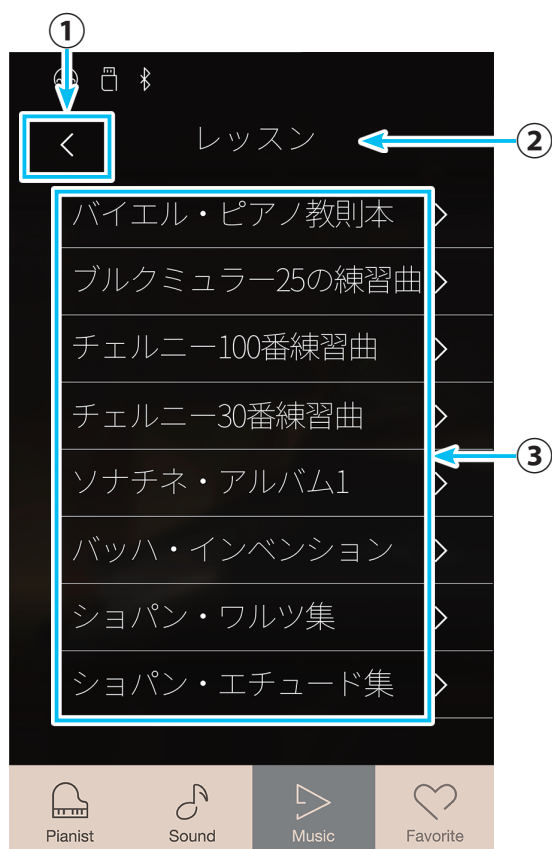 ①
レッスン
②
バイエル・ピアノ教則本
ブルクミュラー25の練習曲
チェルニー100番練習曲
チェルニー30番練習曲
③
ソナチネ・アルバム1
バッハ・インベンション
ショパン・ワルツ集
ショパン・エチュード集
Pianist Sound Music Favorite